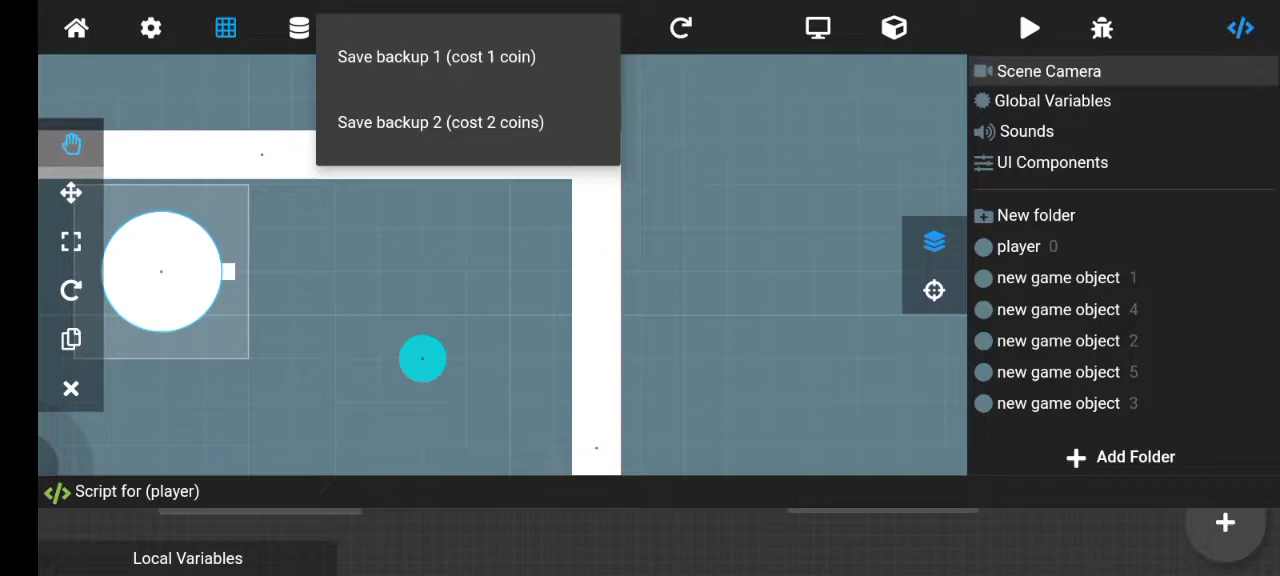 Save backup 1 (cost 1 coin)
Save backup 2 (cost 2 coins)
Scene Camera
Global Variables
Sounds
UI Components
New folder
player 0
new game object 1
new game object 4
new game object 2
new game object 5
new game object 3
Add Folder
Script for (player)
Local Variables